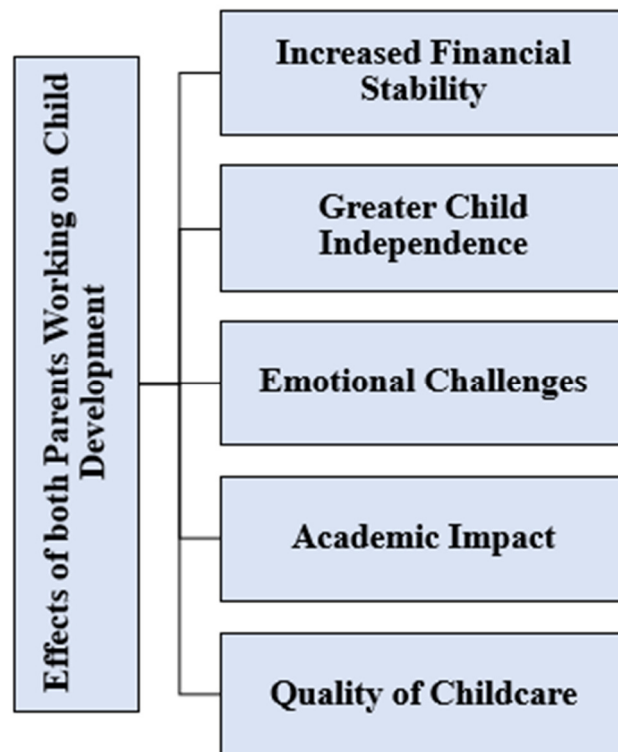 Effects of both Parents Working on Child
Development
Increased Financial
Stability
Greater Child
Independence
Emotional Challenges
Academic Impact
Quality of Childcare